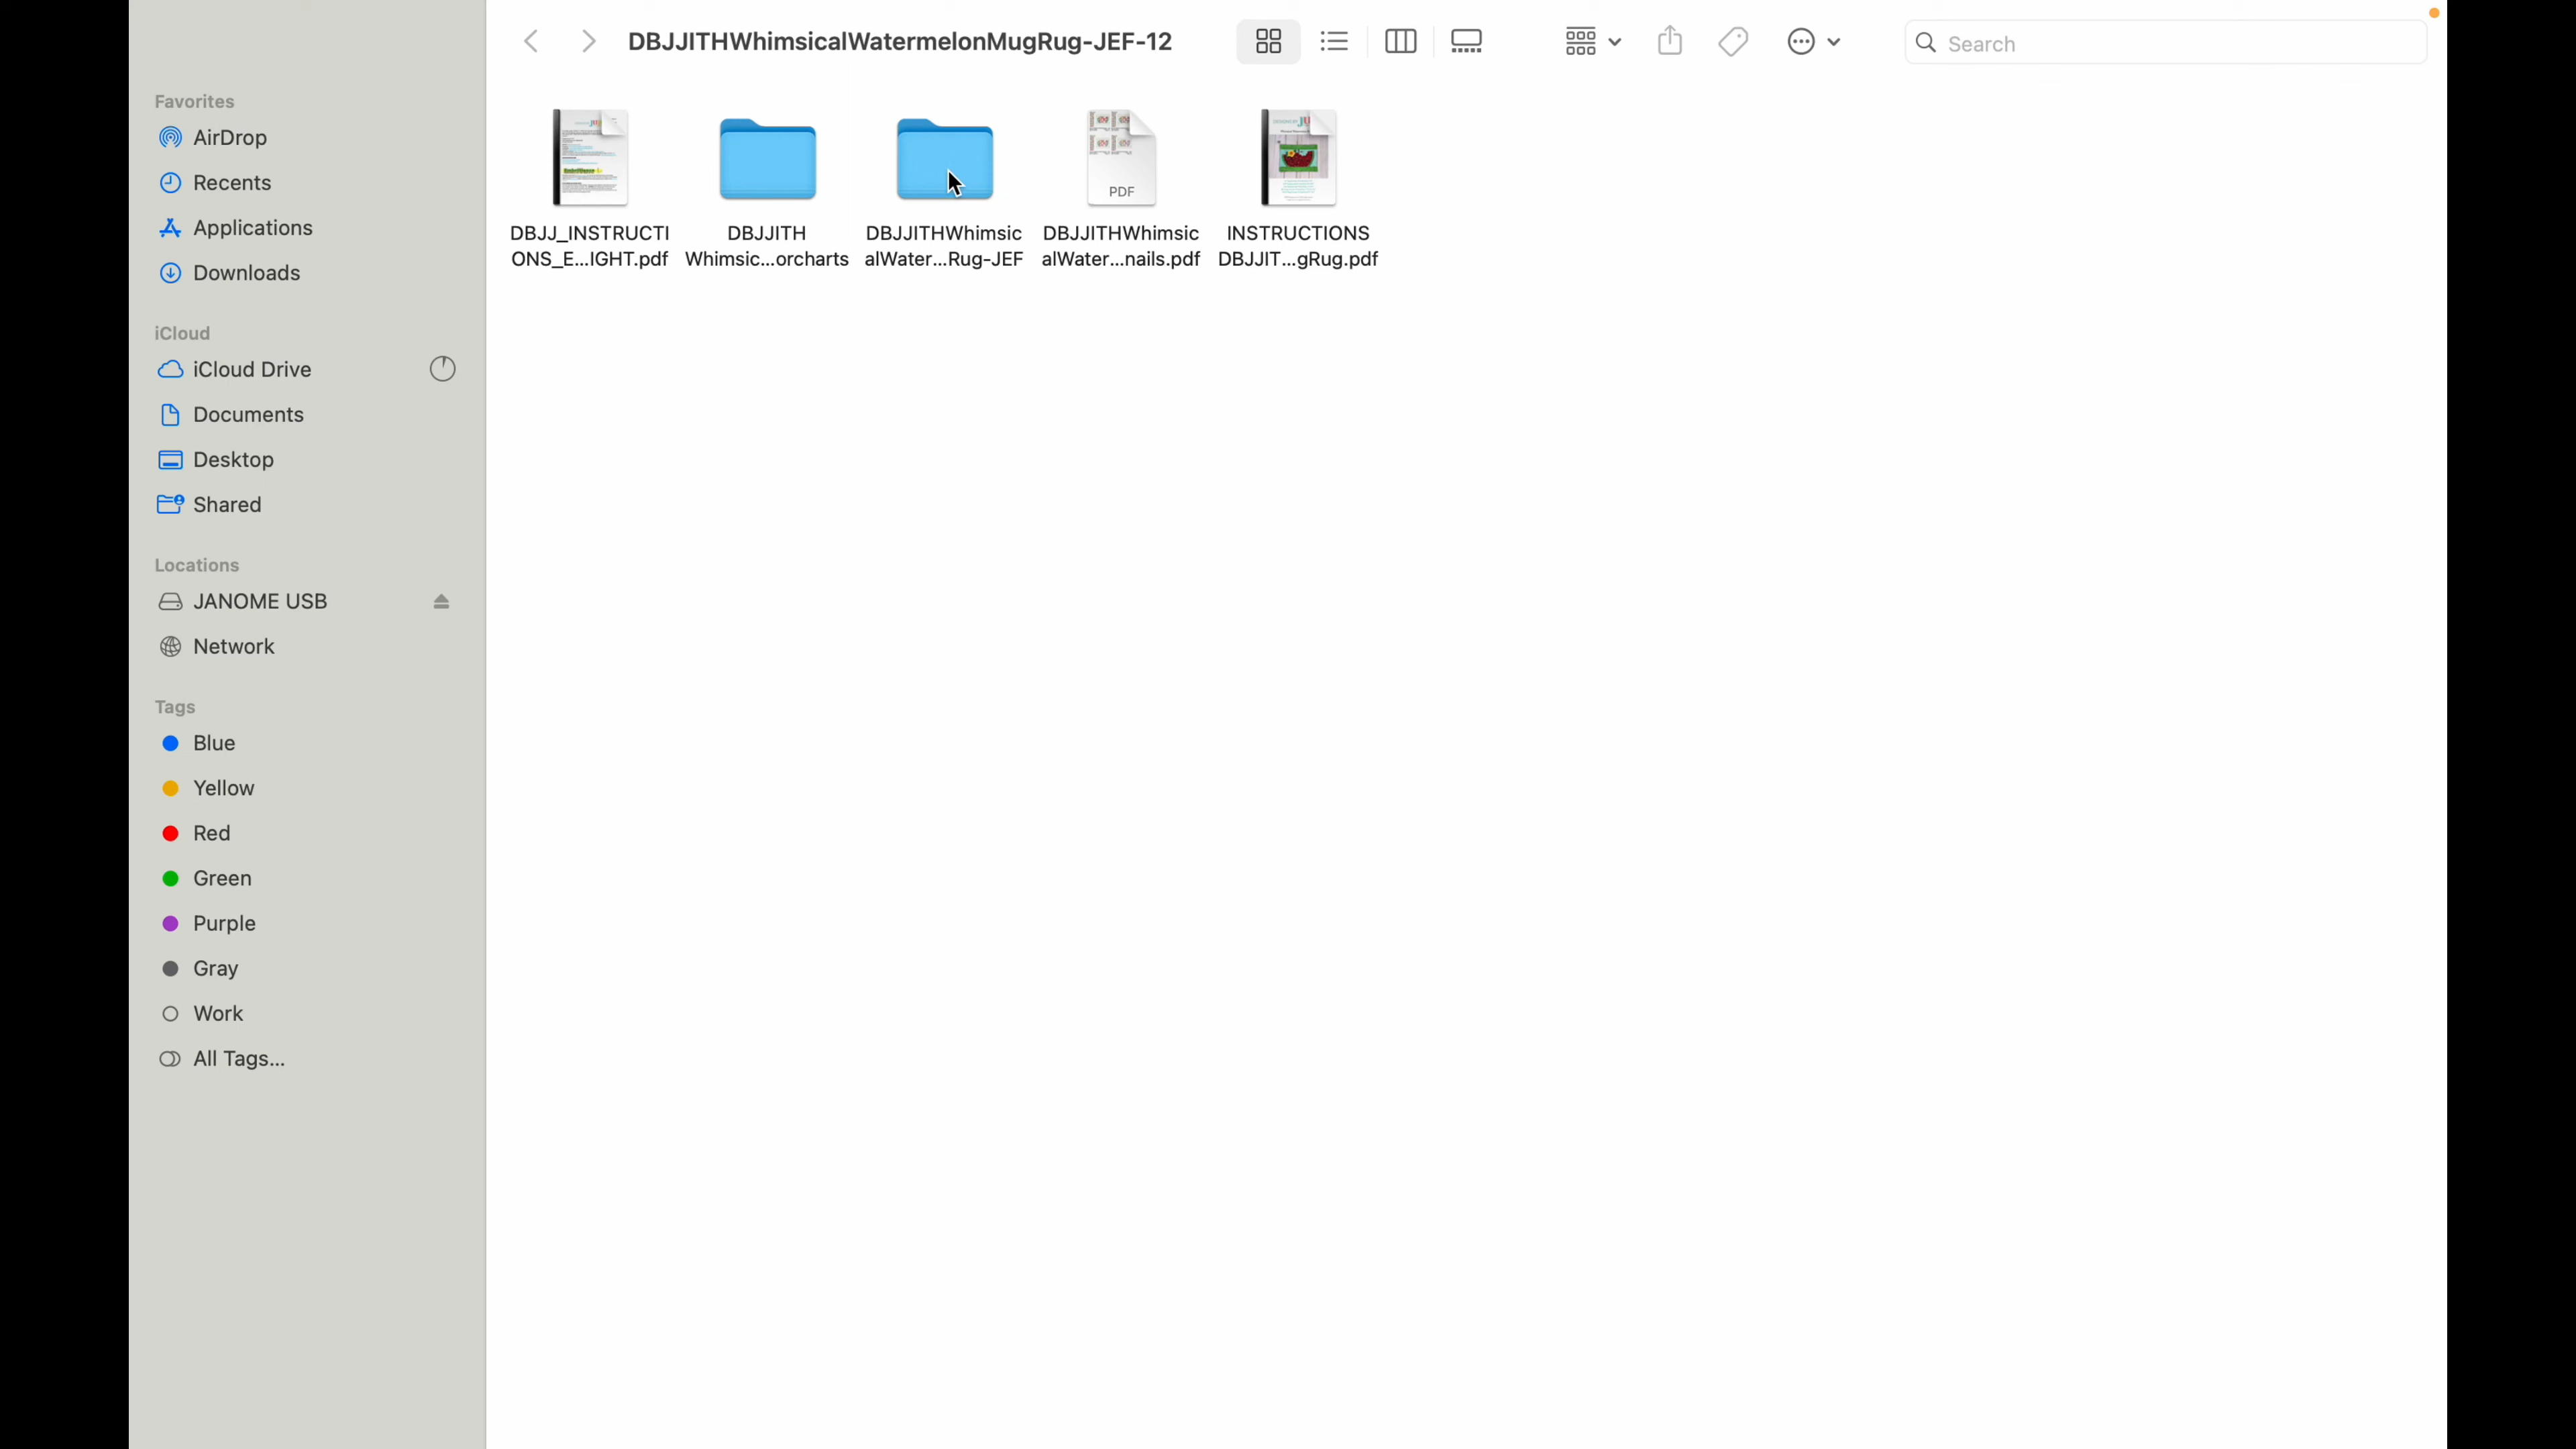 DBJJITHWhimsicalWatermelonMugRug-JEF-12
Search
Favorites
AirDrop
Recents
Applications
Downloads
iCloud
iCloud Drive
Documents
Desktop
Shared
Locations
JANOME USB
Network
Tags
Blue
Yellow
Red
Green
Purple
Gray
Work
All Tags...
DBJJ_INSTRUCTI
ONS_E...IGHT.pdf
DBJJITH
Whimsic...orcharts
DBJJITHWhimsic
alWater...Rug-JEF
PDF
DBJJITHWhimsic
alWater...nails.pdf
INSTRUCTIONS
DBJJIT...gRug.pdf